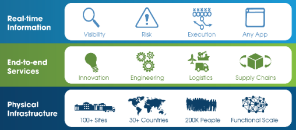 Real-time
Information
Visibility
Risk
Execution
Any App
End-to-end
Services
Innovation
Engineering
Logistics
Supply Chains
Physical
Infrastructure
100+ Sites
30+ Countries
200K People
Functional Scale